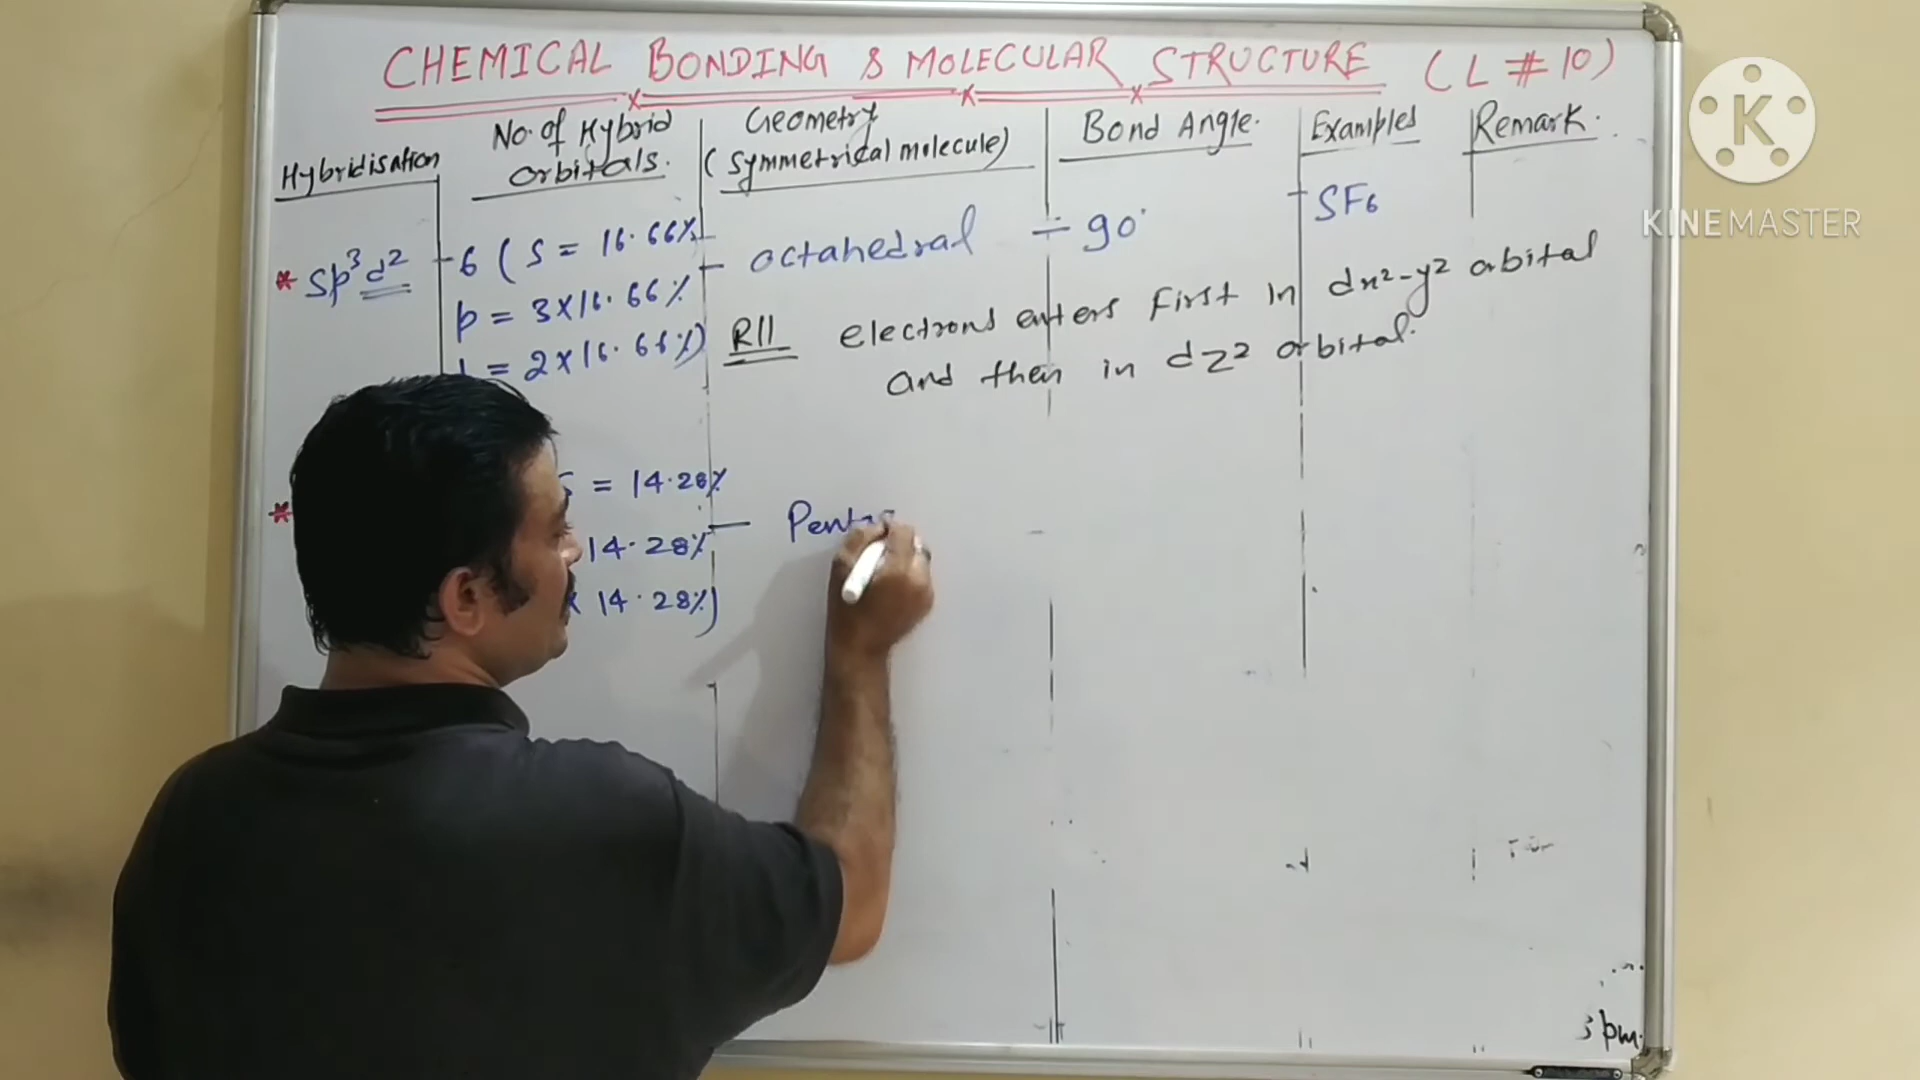 CHEMICAL BONDING & MOLECULAR STRUCTURE (L # 10)
Hybridisation
No. of Hybrid
orbitals.
Geometry
(symmetrical molecule)
Bond Angle.
Examples
Remark.
* sp³d² - 6 (S = 16.66%
p = 3×16.66%
= 2×16.66%)
- octahedral
÷ 90°
- SF6
R11 electrons enters First in dx²-y² orbital
and then in dz² orbital.
*
= 14.28%
14.28%
× 14.28%)
- Penta
3 pm.
K
KINEMASTER